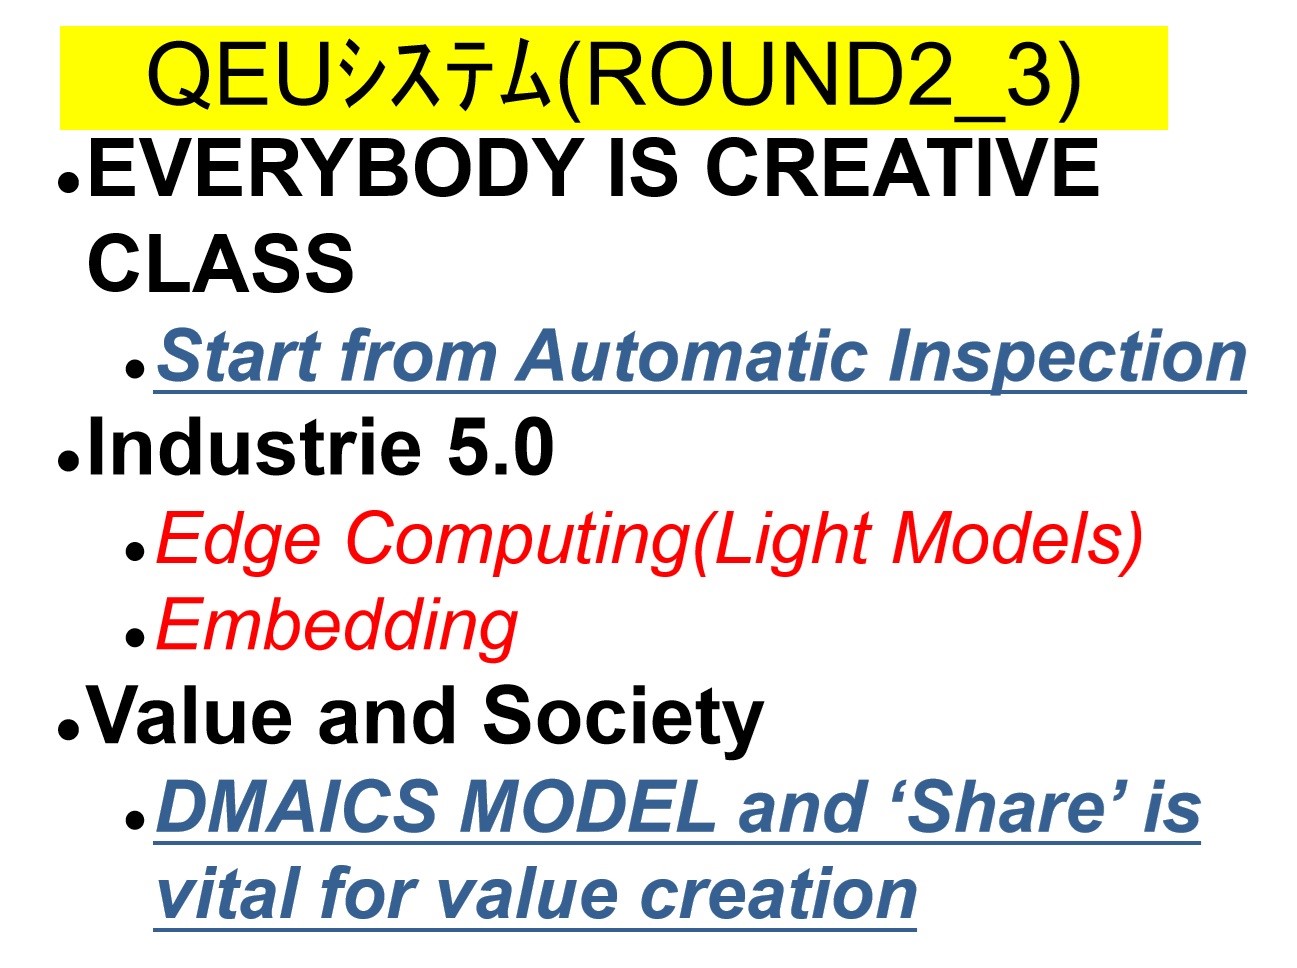 QEUシステム(ROUND2_3)
●EVERYBODY IS CREATIVE
CLASS
●Start from Automatic Inspection
●Industrie 5.0
●Edge Computing(Light Models)
●Embedding
●Value and Society
●DMAICS MODEL and ‘Share’ is
vital for value creation